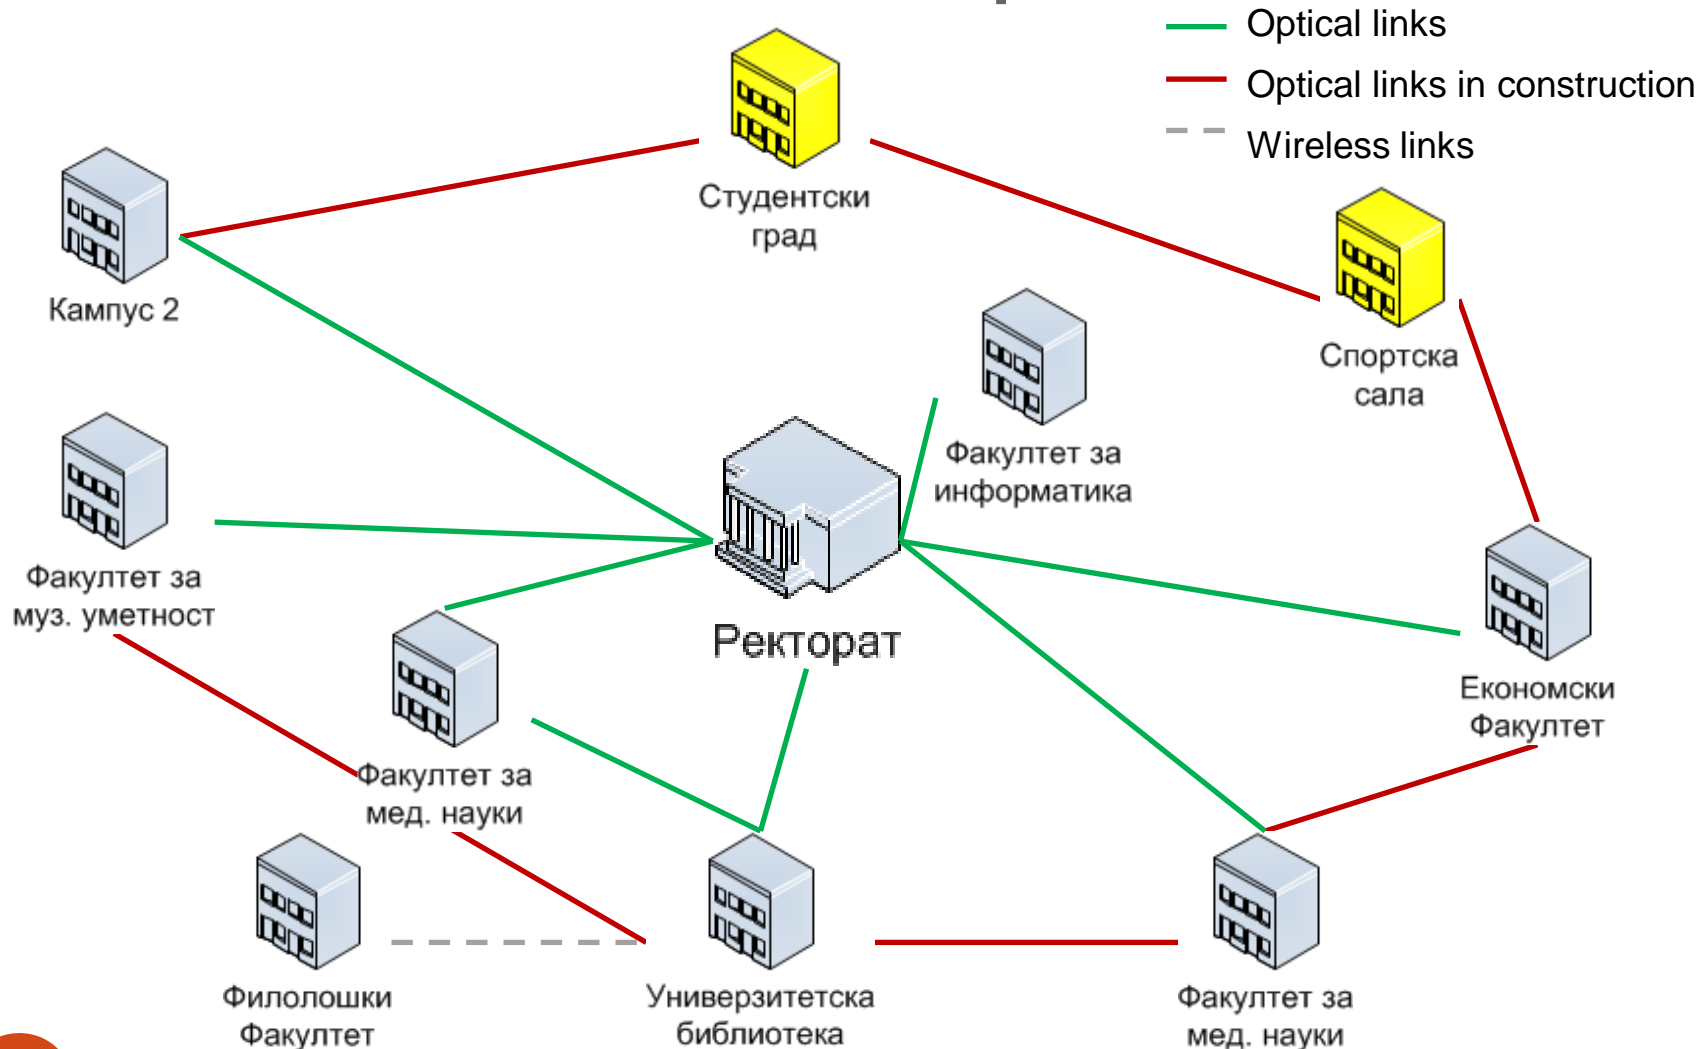 Optical links
Optical links in construction
Wireless links
Студентски
град
Кампус 2
Спортска
сала
Факултет за
информатика
Факултет за
муз. уметност
Ректорат
Економски
Факултет
Факултет за
мед. науки
Филолошки
Факултет
Универзитетска
библиотека
Факултет за
мед. науки